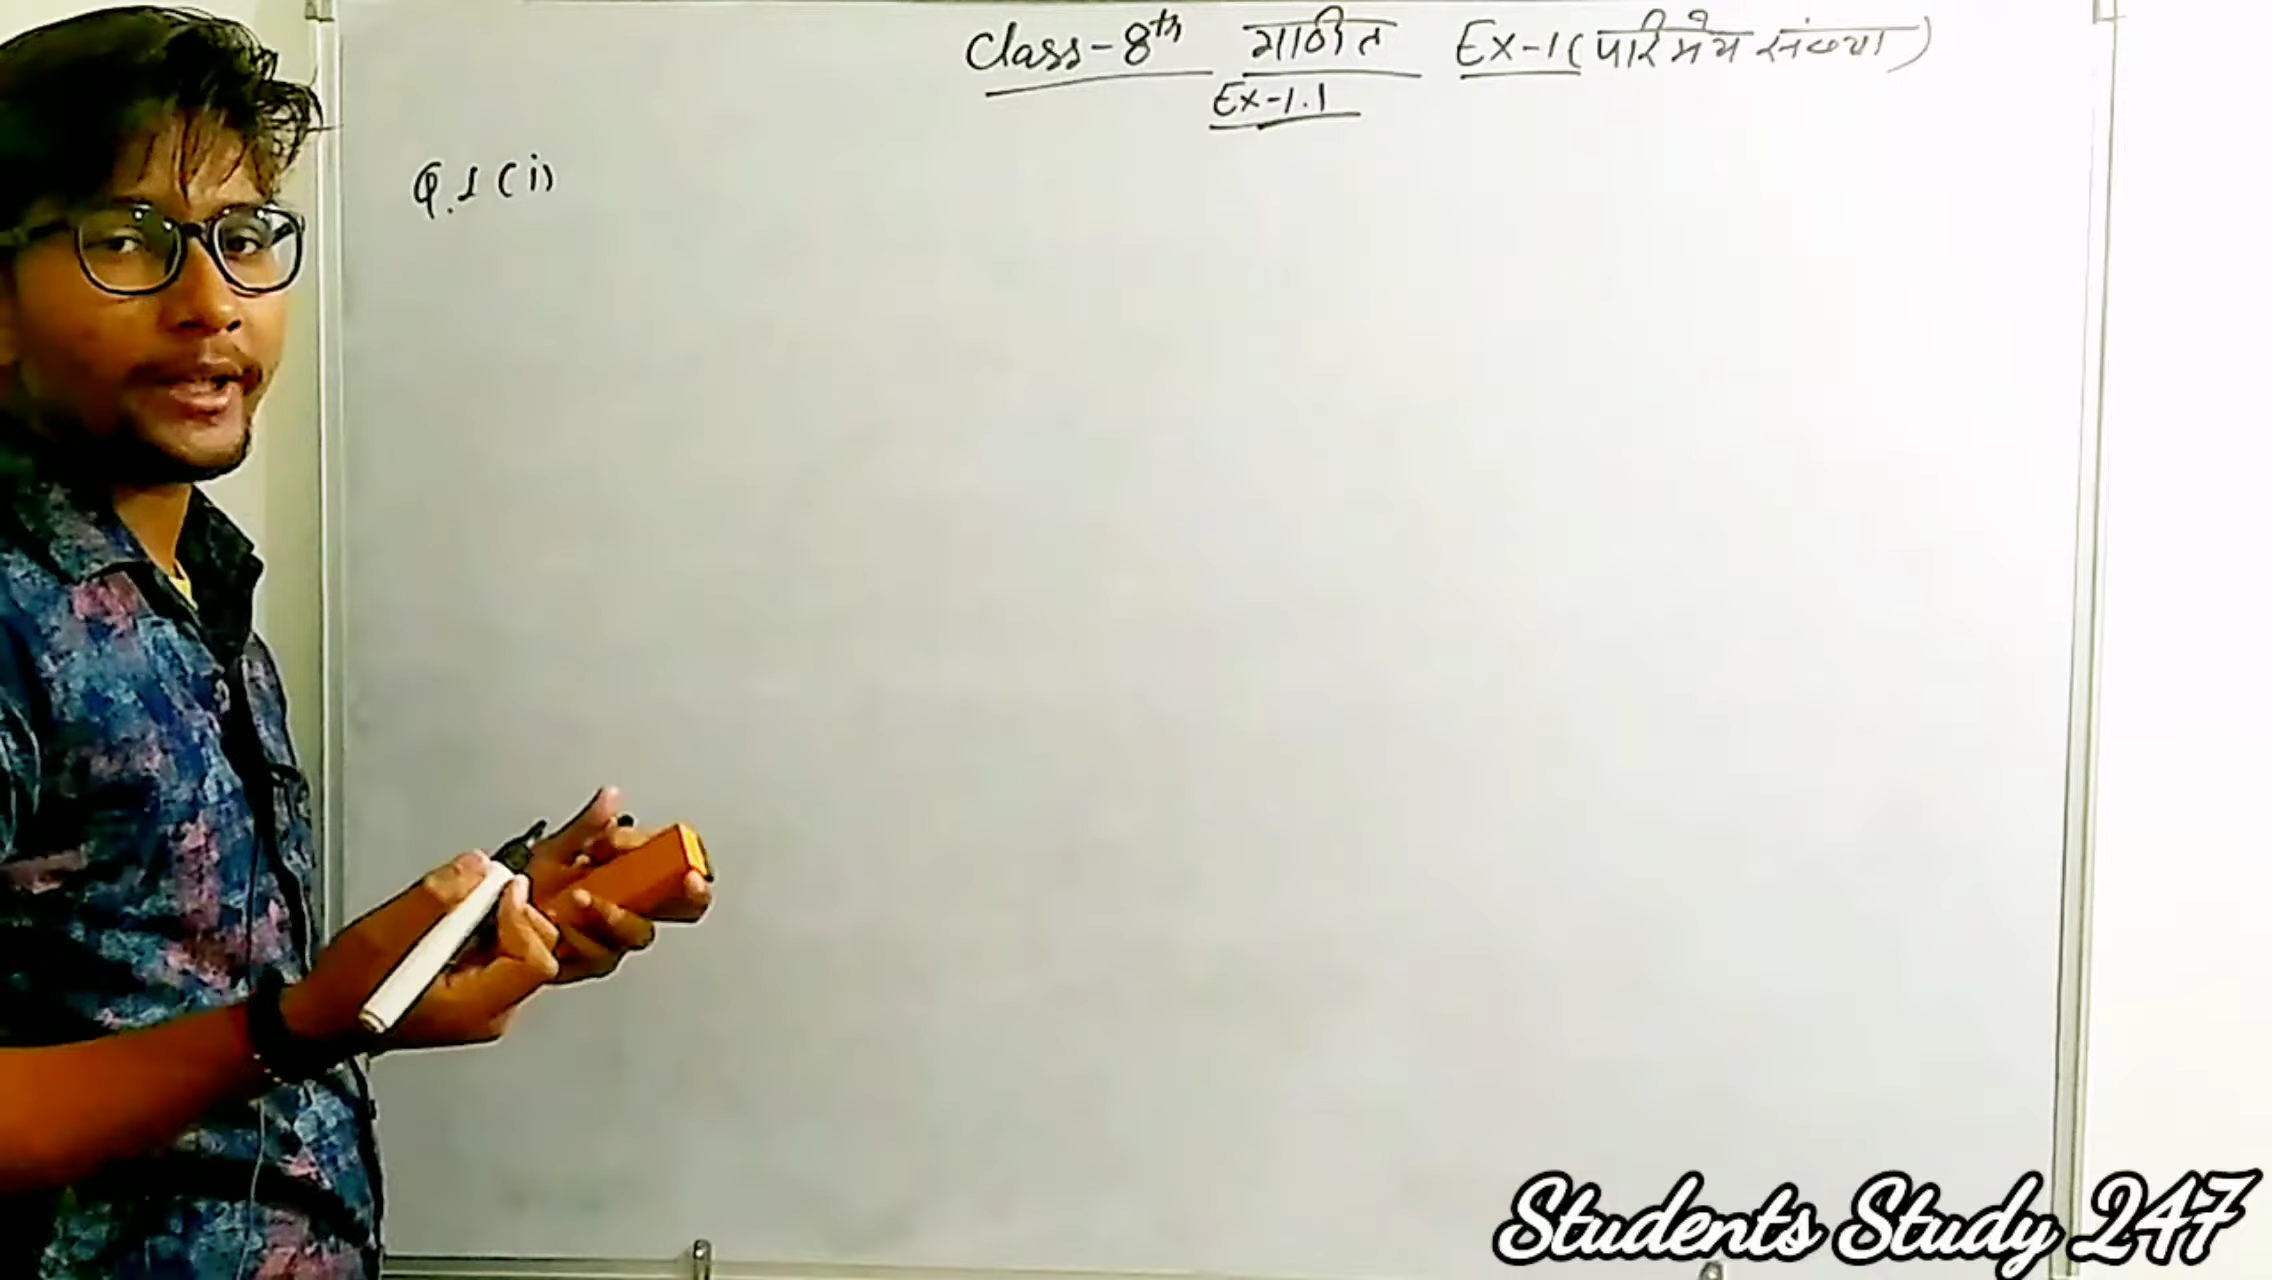 Class-8th गणित Ex-1 (परिमेय संख्या)
Ex-1.1
Q.1 (i)
Students Study 247